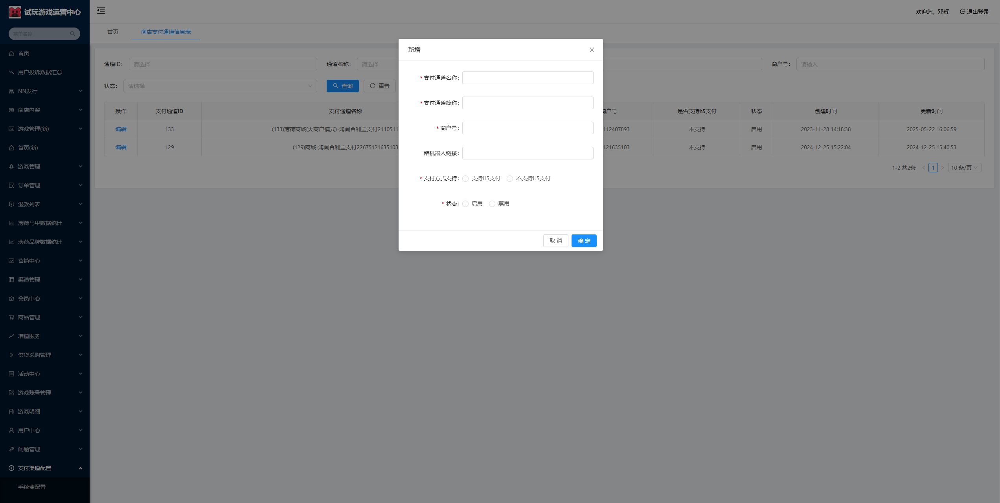 试玩游戏运营中心
欢迎您，邓辉 退出登录
菜单名称
首页 商店支付通道信息表
首页
用户投诉数据汇总
NN发行
商店内容
游戏管理(新)
首页(新)
游戏管理
订单管理
退款列表
薄荷马甲数据统计
薄荷品牌数据统计
营销中心
渠道管理
会员中心
商品管理
增值服务
供货采购管理
活动中心
游戏账号管理
游戏明细
用户中心
问题管理
支付渠道配置
手续费配置
通道ID： 请选择 通道名称： 请选择 商户号： 请输入
状态： 请选择 查询 重置
操作 支付通道ID 支付通道名称 商户号 是否支持h5支付 状态 创建时间 更新时间
编辑 133 (133)薄荷商城(大商户模式)-鸿闻合利宝支付2110511 112407893 不支持 启用 2023-11-28 14:18:38 2025-05-22 16:06:59
编辑 129 (129)商城-鸿闻合利宝支付22675121635103 121635103 不支持 启用 2024-12-25 15:22:04 2024-12-25 15:40:53
1-2 共2条 < 1 > 10 条/页
新增
* 支付通道名称：
* 支付通道简称：
* 商户号：
群机器人链接：
* 支付方式支持： 支持H5支付 不支持H5支付
* 状态： 启用 禁用
取 消 确 定